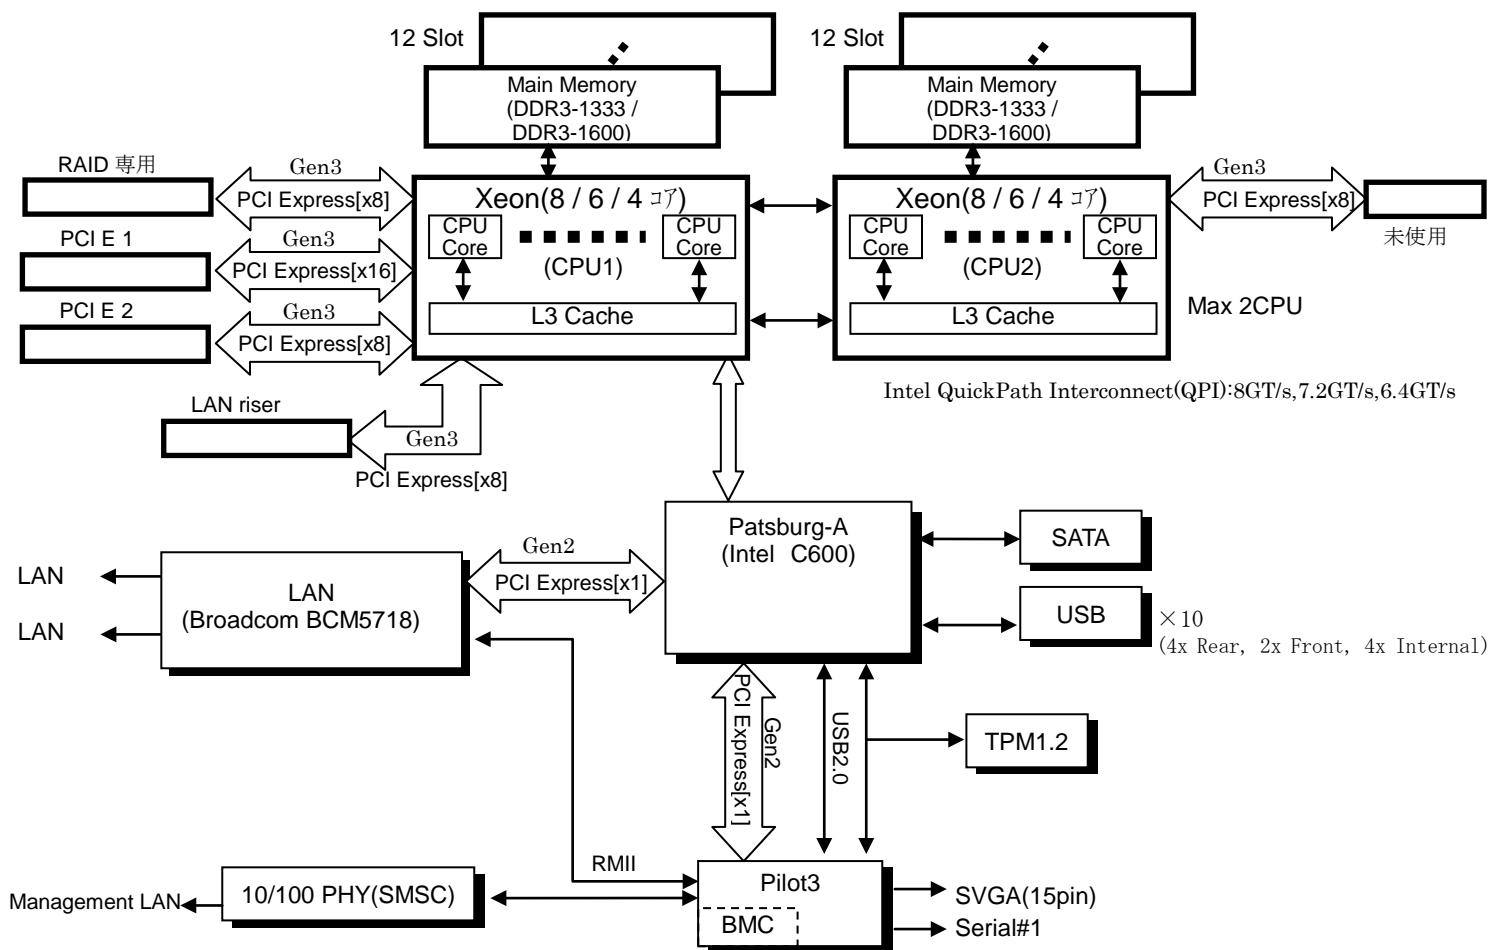 12 Slot
12 Slot
Main Memory
(DDR3-1333 /
DDR3-1600)
Main Memory
(DDR3-1333 /
DDR3-1600)
RAID 専用
Gen3
PCI Express[x8]
PCI E 1
Gen3
PCI Express[x16]
PCI E 2
Gen3
PCI Express[x8]
Xeon(8 / 6 / 4 コア)
CPU
Core
CPU
Core
(CPU1)
L3 Cache
Xeon(8 / 6 / 4 コア)
CPU
Core
CPU
Core
(CPU2)
L3 Cache
Gen3
PCI Express[x8]
未使用
Max 2CPU
Intel QuickPath Interconnect(QPI):8GT/s,7.2GT/s,6.4GT/s
LAN riser
Gen3
PCI Express[x8]
Patsburg-A
(Intel C600)
SATA
USB
×10
(4x Rear, 2x Front, 4x Internal)
Gen2
PCI Express[x1]
LAN
LAN
LAN
(Broadcom BCM5718)
Gen2
PCI Express[x1]
USB2.0
TPM1.2
RMII
Management LAN
10/100 PHY(SMSC)
Pilot3
BMC
SVGA(15pin)
Serial#1